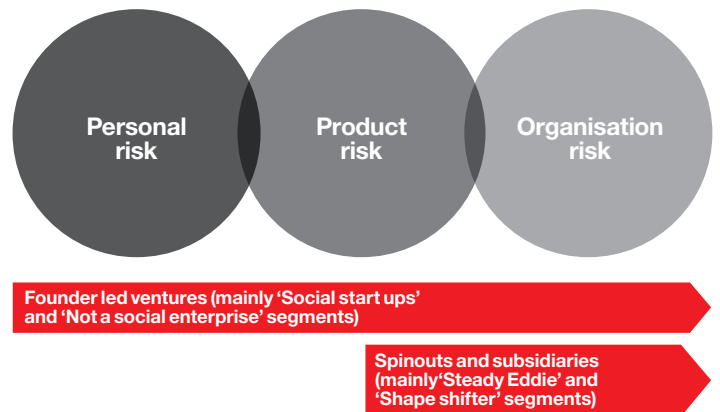 Personal
risk
Product
risk
Organisation
risk
Founder led ventures (mainly ‘Social start ups’
and ‘Not a social enterprise’ segments)
Spinouts and subsidiaries
(mainly‘Steady Eddie’ and
‘Shape shifter’ segments)